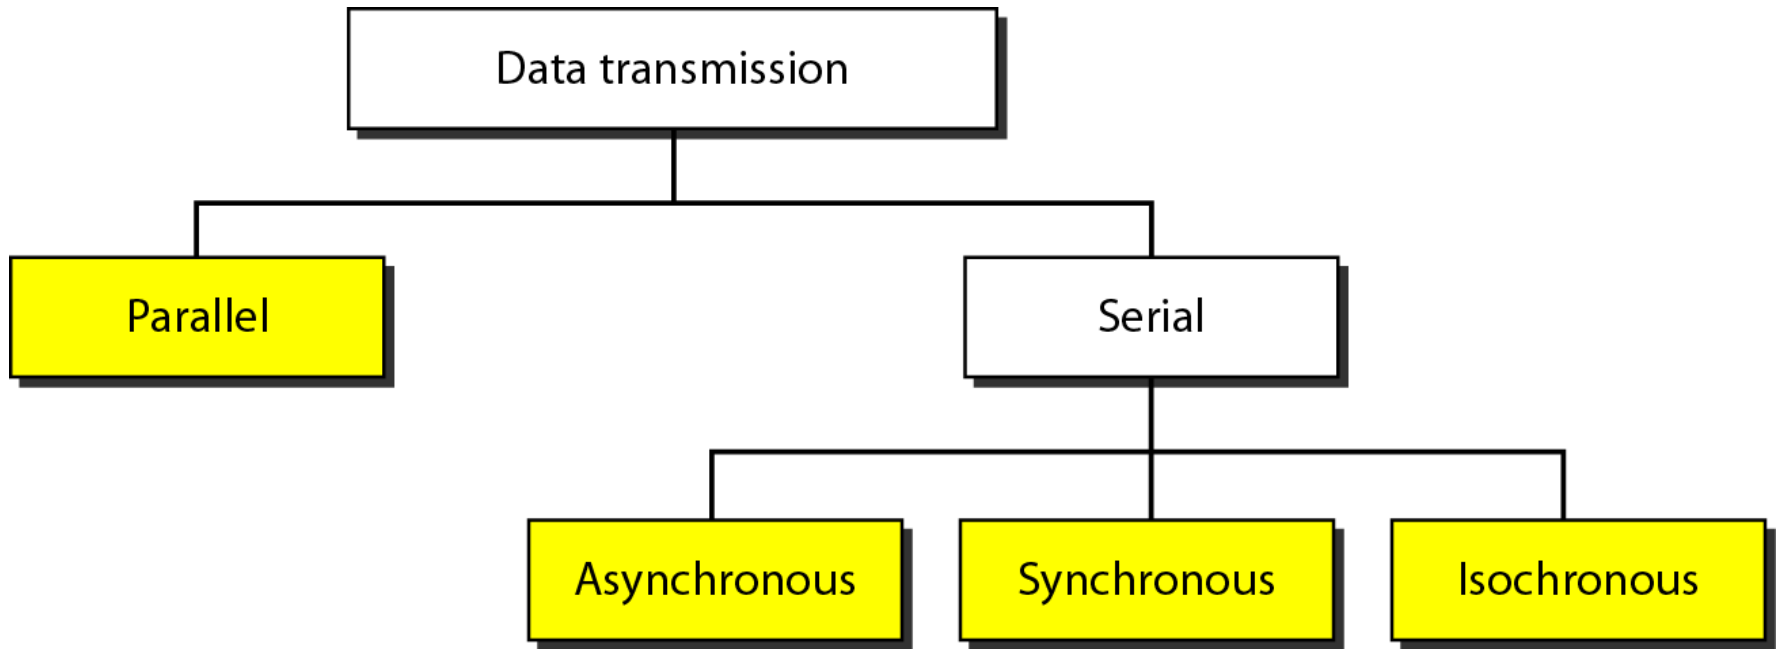 Data transmission
Parallel
Serial
Asynchronous
Synchronous
Isochronous